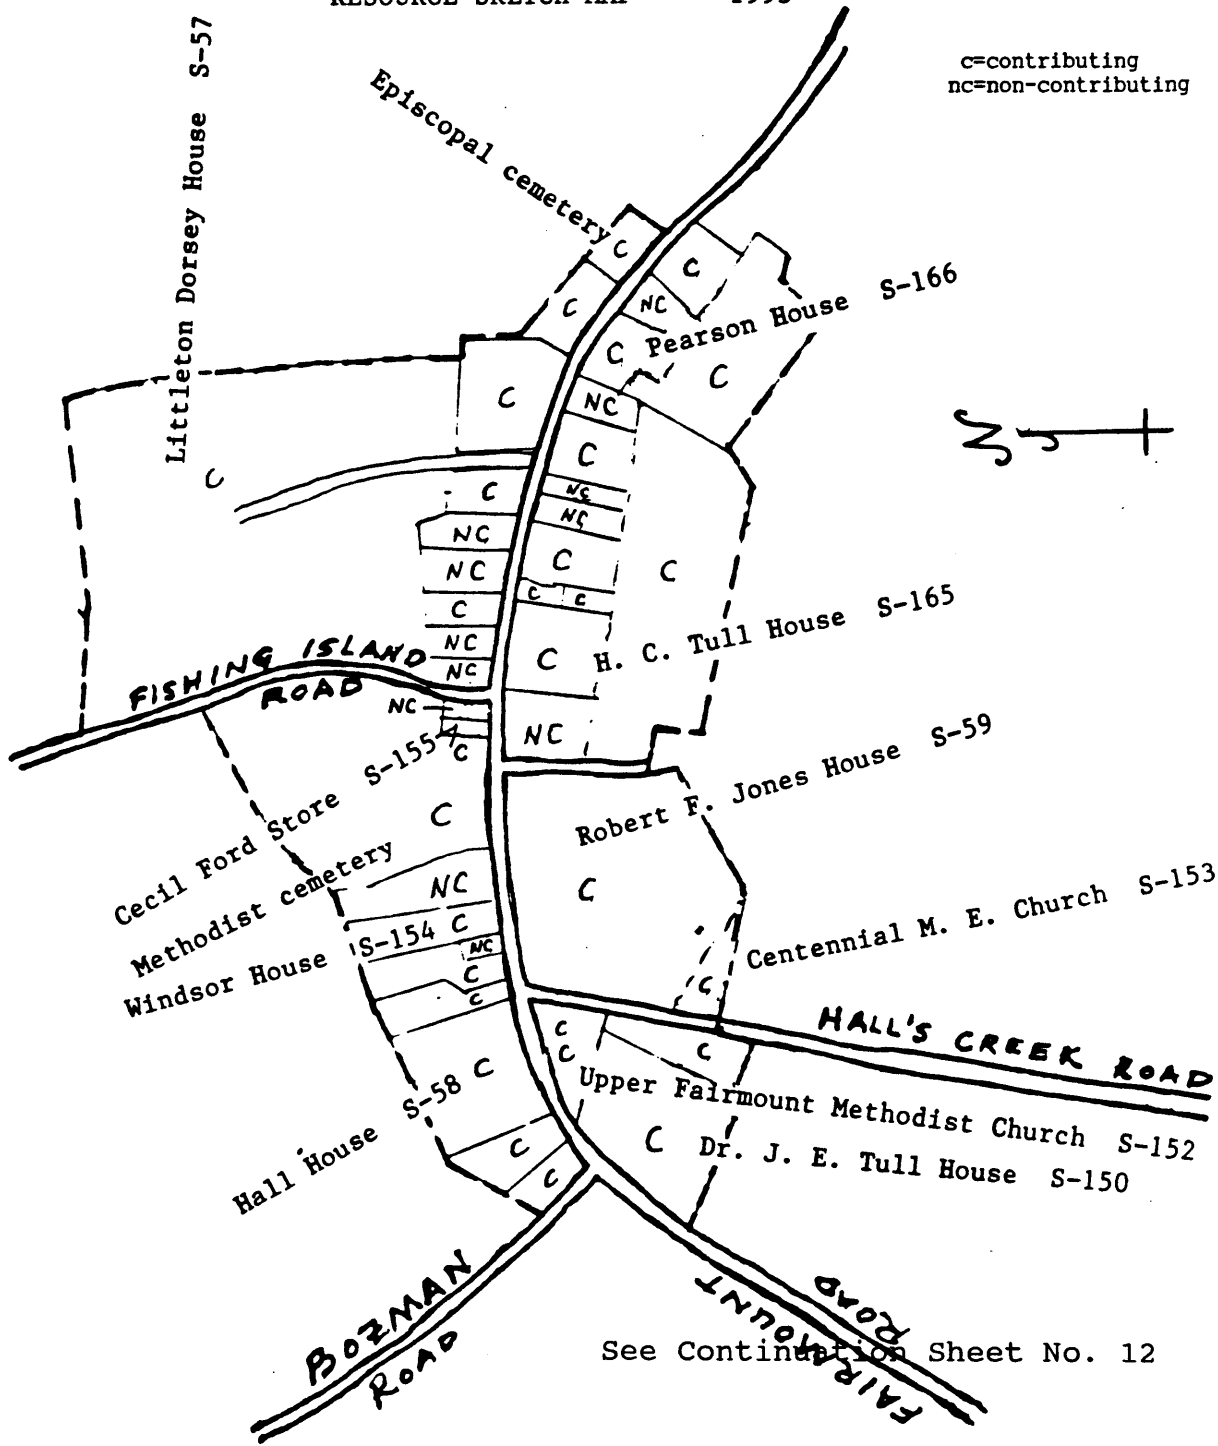 c=contributing
nc=non-contributing
Littleton Dorsey House S-57
Episcopal cemetery
C
C
C
NC
Pearson House S-166
C
C
C
NC
C
C
C
NC
NC
NC
NC
C
C
C
C
C
NC
NC
C
H. C. Tull House S-165
FISHING ISLAND
ROAD
NC
C
NC
Cecil Ford Store S-155
Robert F. Jones House S-59
C
Methodist cemetery
NC
C
Windsor House S-154
C
NC
C
C
Centennial M. E. Church S-153
C
HALL'S CREEK ROAD
C
C
C
Upper Fairmount Methodist Church S-152
Hall House S-58
C
C
C
C
Dr. J. E. Tull House S-150
BOZMAN
ROAD
FAIRMOUNT
ROAD
See Continuation Sheet No. 12